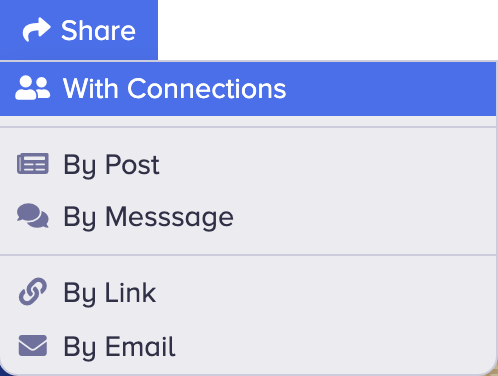 Share
With Connections
By Post
By Messsage
By Link
By Email